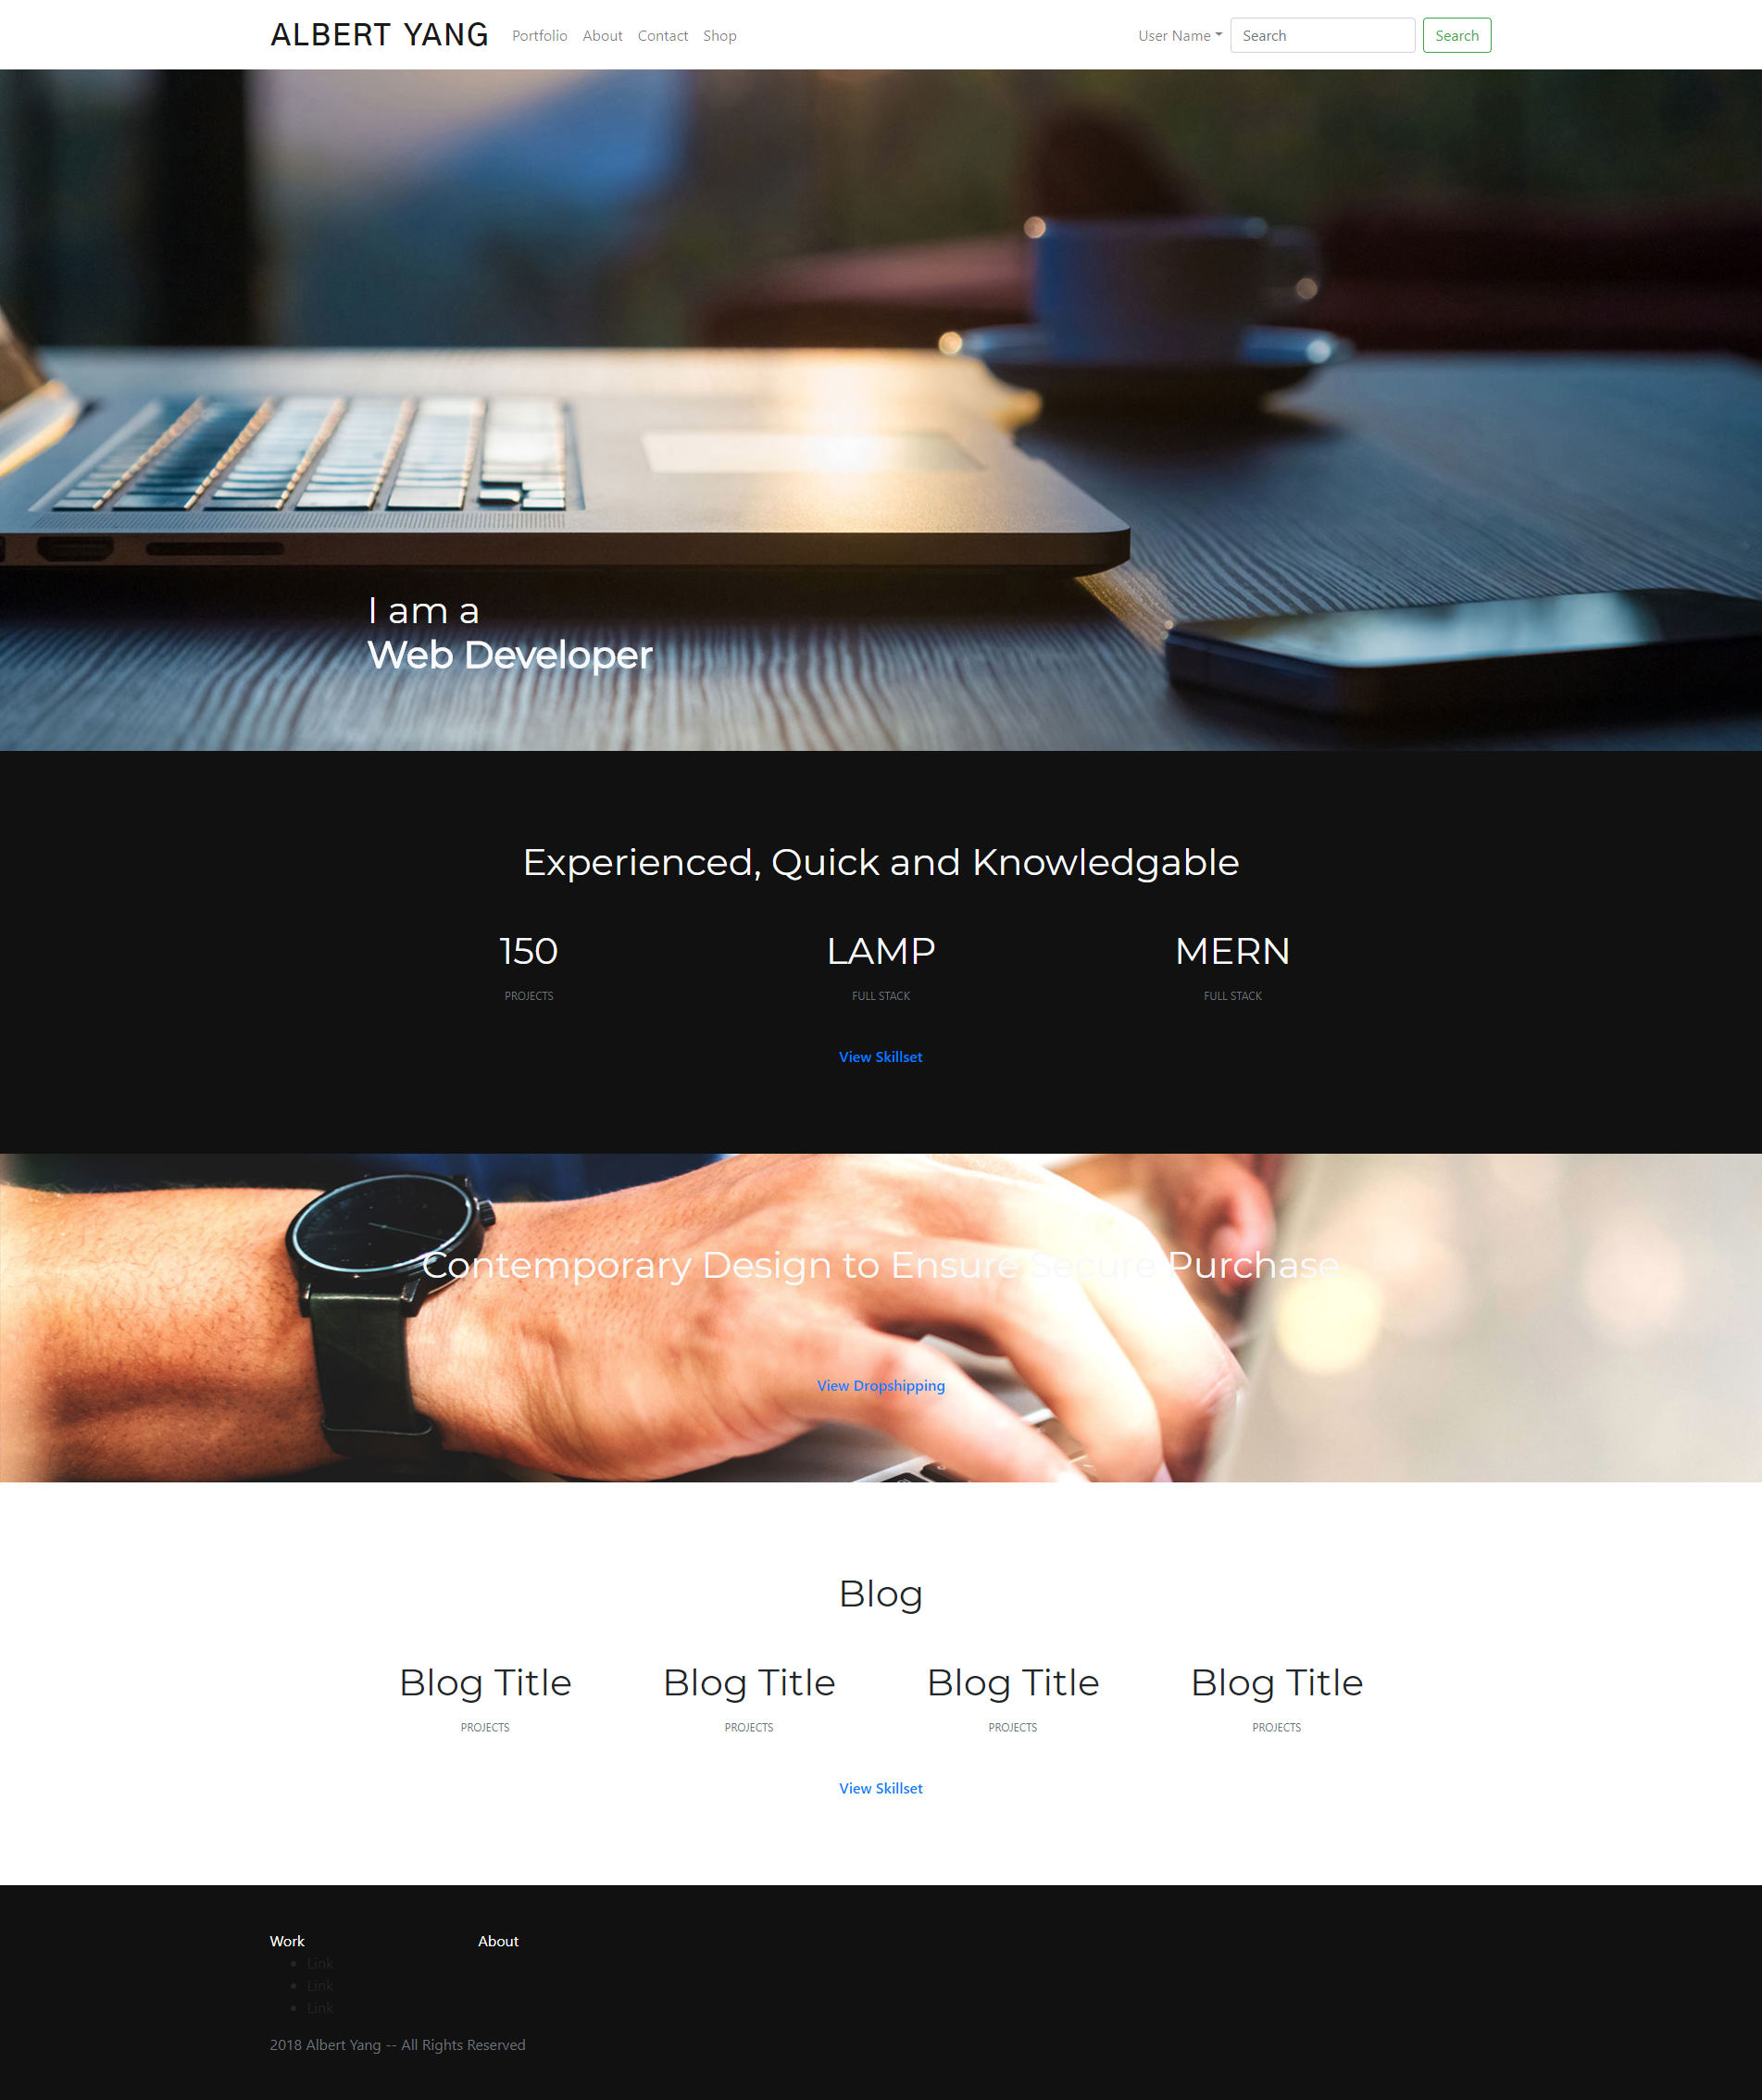 ALBERT YANG Portfolio About Contact Shop User Name Search Search
I am a
Web Developer
Experienced, Quick and Knowledgable
150 LAMP MERN
PROJECTS FULL STACK FULL STACK
View Skillset
Contemporary Design to Ensure Secure Purchase
View Dropshipping
Blog
Blog Title Blog Title Blog Title Blog Title
PROJECTS PROJECTS PROJECTS PROJECTS
View Skillset
Work About
Link
Link
Link
2018 Albert Yang -- All Rights Reserved